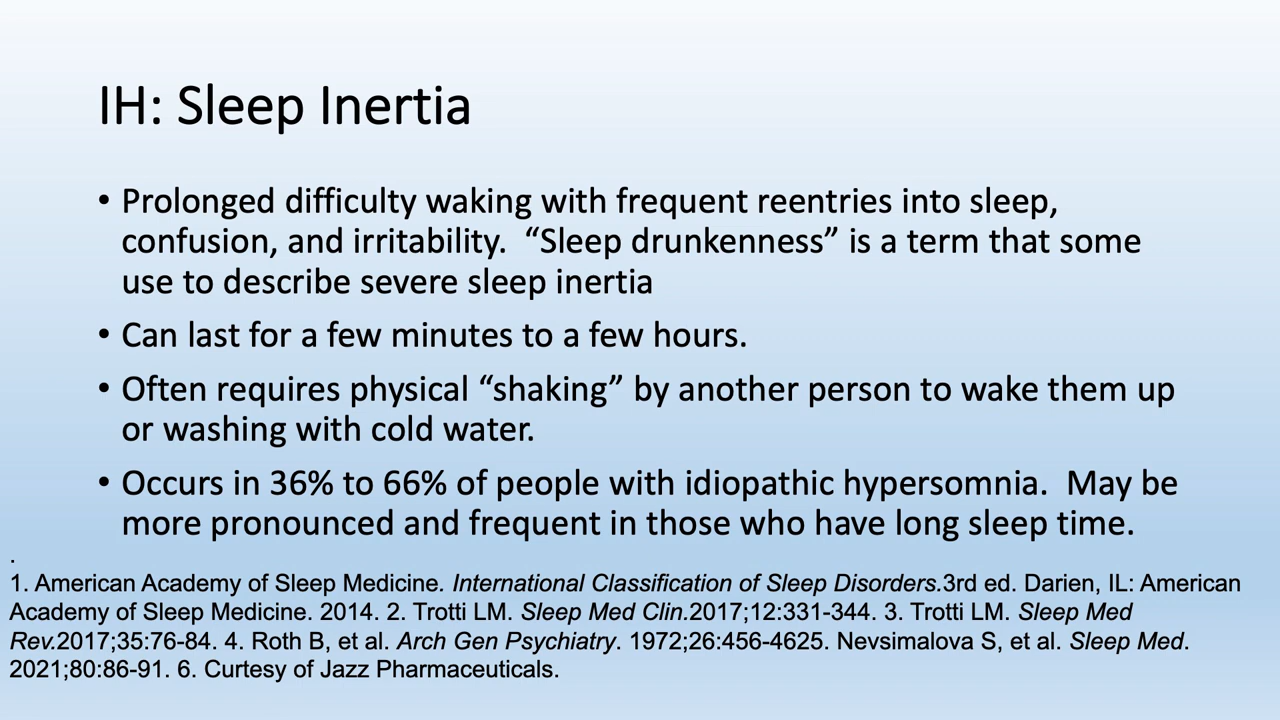 IH: Sleep Inertia
• Prolonged difficulty waking with frequent reentries into sleep,
confusion, and irritability.  “Sleep drunkenness” is a term that some
use to describe severe sleep inertia
• Can last for a few minutes to a few hours.
• Often requires physical “shaking” by another person to wake them up
or washing with cold water.
• Occurs in 36% to 66% of people with idiopathic hypersomnia.  May be
more pronounced and frequent in those who have long sleep time.
.
1. American Academy of Sleep Medicine. International Classification of Sleep Disorders.3rd ed. Darien, IL: American
Academy of Sleep Medicine. 2014. 2. Trotti LM. Sleep Med Clin.2017;12:331-344. 3. Trotti LM. Sleep Med
Rev.2017;35:76-84. 4. Roth B, et al. Arch Gen Psychiatry. 1972;26:456-4625. Nevsimalova S, et al. Sleep Med.
2021;80:86-91. 6. Curtesy of Jazz Pharmaceuticals.